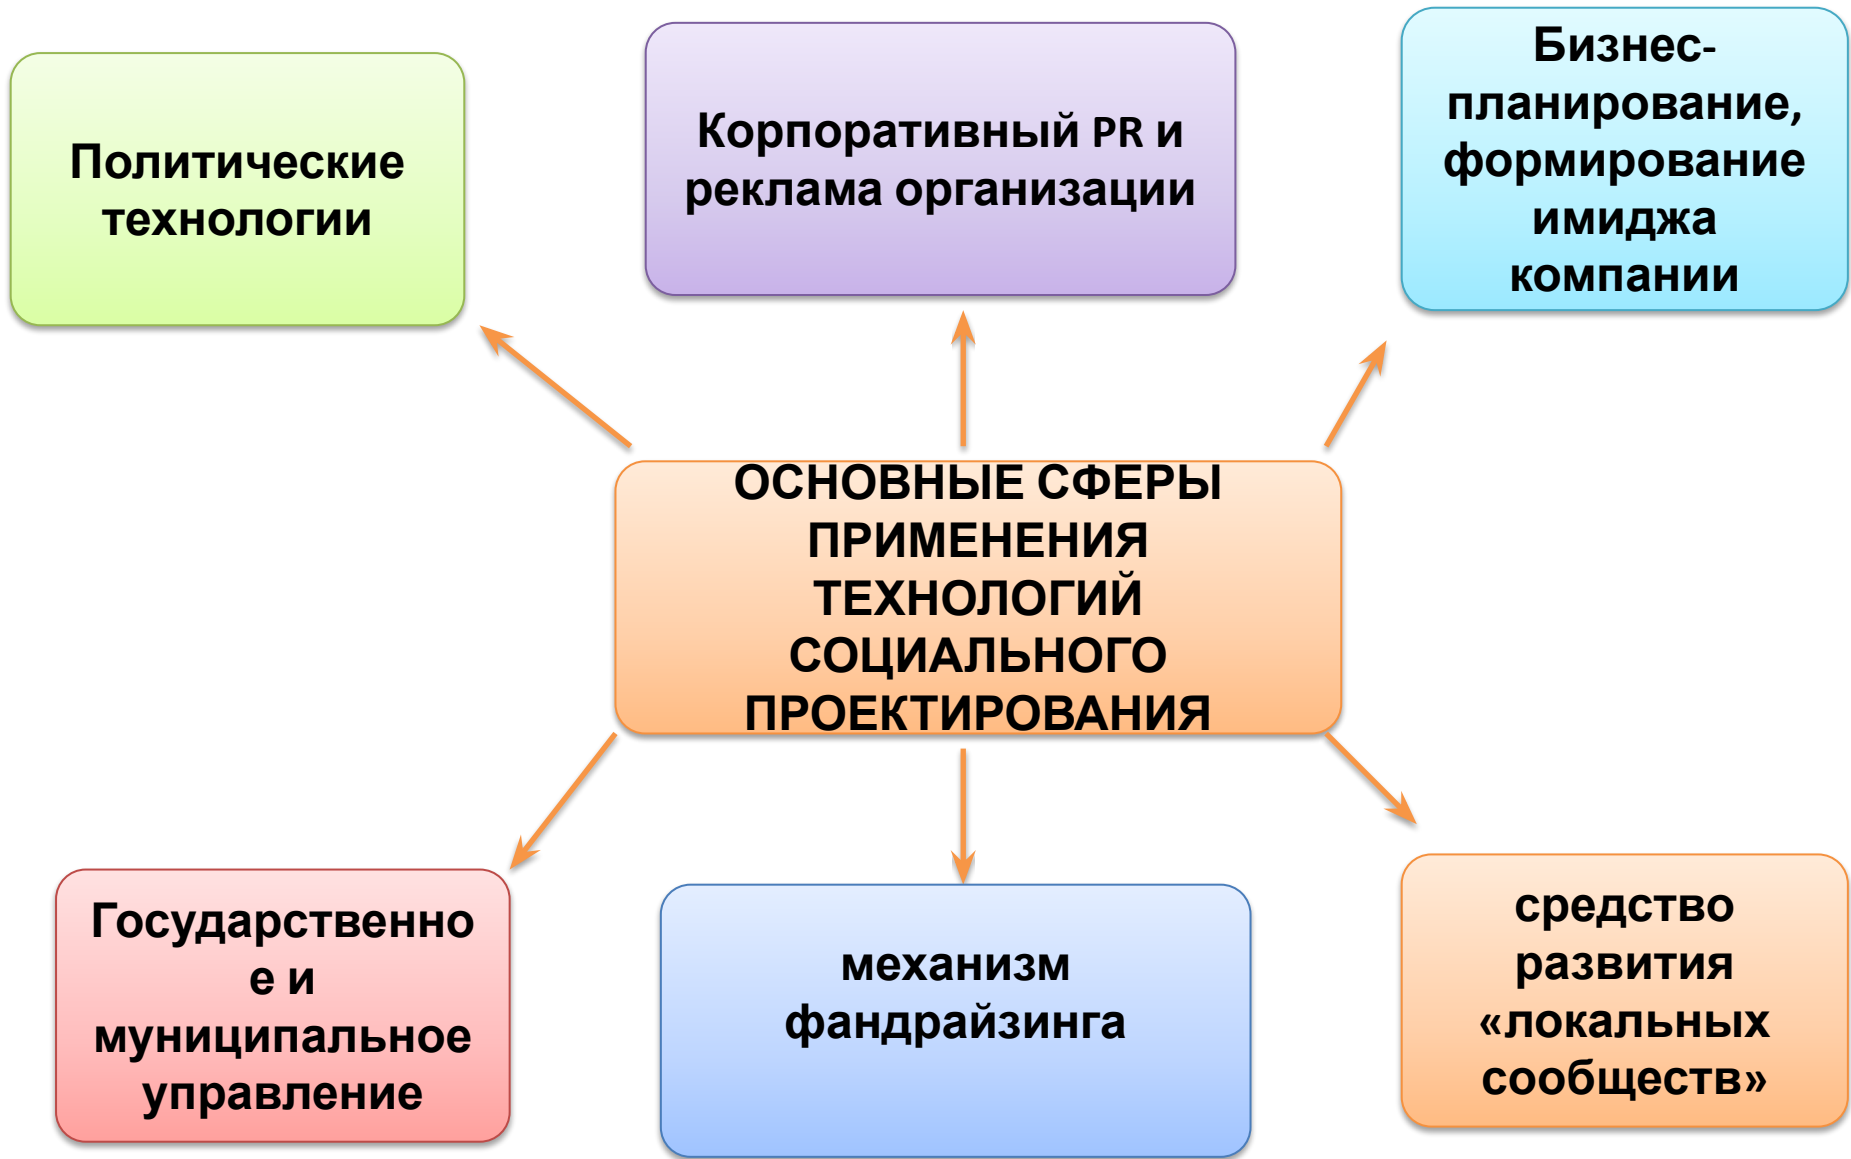 Политические
технологии
Корпоративный PR и
реклама организации
Бизнес-
планирование,
формирование
имиджа
компании
ОСНОВНЫЕ СФЕРЫ
ПРИМЕНЕНИЯ
ТЕХНОЛОГИЙ
СОЦИАЛЬНОГО
ПРОЕКТИРОВАНИЯ
Государственно
е и
муниципальное
управление
механизм
фандрайзинга
средство
развития
«локальных
сообществ»